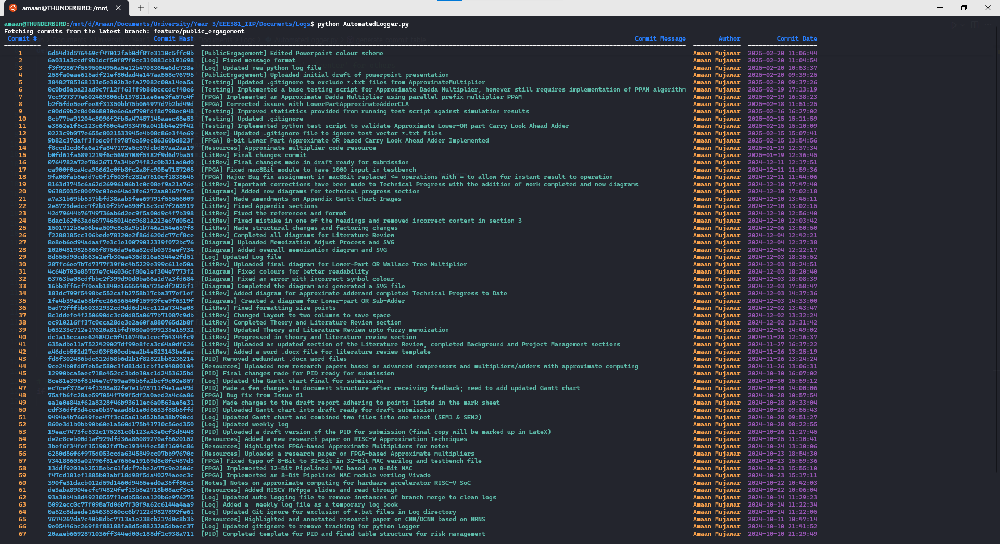 amaan@THUNDERBIRD: /mnt,
amaan@THUNDERBIRD:/mnt/d/Amaan/Documents/University/Year 3/EEE381_IIP/Documents/Logs$ python AutomatedLogger.py
Fetching commits from the latest branch: feature/public_engagement
Commit # Commit Hash Commit Message Author Commit Date
1 6d54d3d576469cf47012fab0df87e3110c5ffc0b [PublicEngagement] Edited Powerpoint colour scheme Amaan Mujawar 2025-02-20 11:06:44
2 6a031a3ccdf9b1dcf50f87f0cc310881cb191698 [Log] Fixed message format Amaan Mujawar 2025-02-20 11:04:54
3 f3f92867f5595054956a5e12b4708364e6dc738e [Log] Updated new python log file Amaan Mujawar 2025-02-20 10:53:37
4 258fa0eae615adf21ef80dad4e147aa558c76795 [PublicEngagement] Uploaded initial draft of powerpoint presentation Amaan Mujawar 2025-02-20 09:39:25
5 38482785368133e5e302b3efa27082c00a14ea5a [Testing] Updated .gitignore to exclude *.txt files from ApproximateMultiplier Amaan Mujawar 2025-02-20 09:37:26
6 0c0bd5aba23ad9c7f12ff63ff9b86bcccdcf48e6 [Testing] Implemented a base testing script for Approximate Dadda Multiplier, however still requires implementation of PPAM algorithm Amaan Mujawar 2025-02-19 17:13:19
7 7cc927377e602469806cb137811ae6ee3fa57c4f [FPGA] Implemented an Approximate Dadda Multiplier using parallel prefix multiplier PPAM Amaan Mujawar 2025-02-19 16:38:23
8 b2f5fde5eefee8f31350bb75b064977d7b2bd49d [FPGA] Corrected issues with LowerPartApproximateAdderCLA Amaan Mujawar 2025-02-18 11:51:25
9 c00d69b2c8d0068030e6e6ad790fdf8d798ec048 [Testing] Improved statistics provided from running test script against simulation results Amaan Mujawar 2025-02-16 16:27:02
10 8cb77ba91204c8096f2fb5a47457145aaec68e53 [Testing] Updated .gitignore Amaan Mujawar 2025-02-15 15:11:59
11 e3862e1f5c223c6f60c4a933470a041bb4e29f42 [Testing] Implemented python test script to validate Approximate Lower-OR part Carry Look Ahead Adder Amaan Mujawar 2025-02-15 15:10:09
12 0223c9b077e655c8021533945e4b08c86e3f4e69 [Master] Updated .gitignore file to ignore test vector *.txt files Amaan Mujawar 2025-02-15 15:07:41
13 9b82c37daff3fbdc0ff9787ee59ec86360bd823f [FPGA] 8-bit Lower Part Approximate OR based Carry Look Ahead Adder Implemented Amaan Mujawar 2025-02-15 13:54:56
14 f8ccd1cd6fa6a1fa847172e5c67dcbd87aa2aa19 [Resources] Approximate multiplier code resource Amaan Mujawar 2025-01-19 12:37:34
15 b0fd61fa5891219f6c5695708f5382f9d6d7ba53 [LitRev] Final changes commit Amaan Mujawar 2025-01-19 12:36:45
16 0764782a72e78d26717a34be74f82c0b321ad0d0 [LitRev] Final changes made in draft ready for submission Amaan Mujawar 2024-12-11 12:17:51
17 ca900f0ca4ca95662c0fb8fc2a8fc905e7157205 [FPGA] Fixed mac8Bit module to have 1000 input in testbench Amaan Mujawar 2024-12-11 11:59:36
18 9fa08fab5edd7c0f1f503fc282e7510cf1838645 [FPGA] Major Bug fix assignment in mac8Bit replaced <= operations with = to allow for instant result to operation Amaan Mujawar 2024-12-11 11:44:06
19 8163d3745c6a62d26996106b1c0c08ef9a21a76e [LitRev] Important corrections have been made to Technical Progress with the addition of work completed and new diagrams Amaan Mujawar 2024-12-10 17:47:40
20 96385035c80079c03ee64ad3fe6272aa0167f7c5 [Diagrams] Added new diagrams for technical progress section Amaan Mujawar 2024-12-10 17:02:18
21 a7a31b69bb537bbfd38aab3fee69791f55556009 [LitRev] Made amendments on Appendix Gantt Chart Images Amaan Mujawar 2024-12-10 13:45:11
22 2e8723dedcc7f2b10f2b7e590f15c3cd7f268919 [LitRev] Fixed Appendix sections Amaan Mujawar 2024-12-10 13:02:15
23 42d79644b76749736ab6d2ec9f5a00d9c4f7b398 [LitRev] Fixed the references and format Amaan Mujawar 2024-12-10 12:56:40
24 5dac162f63ad6677465014cc9681a223e67d05c2 [LitRev] Fixed mistake in one of the headings and removed incorrect content in section 3 Amaan Mujawar 2024-12-10 12:03:42
25 1501712b8e06bea509c8c8a9b1b746a154e657f8 [LitRev] Made structural changes and factoring changes Amaan Mujawar 2024-12-06 13:50:50
26 f2288185cc306bede78320e2f86d620dc77cf8ce [LitRev] Completed all diagrams for Literature Review Amaan Mujawar 2024-12-04 12:42:21
27 8e8eb6ed94adaaf7e3c1e10079032339f072bc76 [Diagram] Uploaded Memoization Adjust Process and SVG Amaan Mujawar 2024-12-04 12:37:38
28 10204819825866f8756da9e6a82cdb0373eef734 [Diagram] Added overall memoization diagram and SVG Amaan Mujawar 2024-12-04 12:22:17
29 8d555d90cd663e2efb30ea436d816a5344e2fd51 [Log] Updated Log file Amaan Mujawar 2024-12-03 18:35:52
30 287fc6ee7b7d7377f39f0c4b5229e399c611e50a [LitRev] Uploaded final diagram for Lower-Part OR Wallace Tree Multiplier Amaan Mujawar 2024-12-03 18:24:51
31 4c64b703e85757e7c46036cf80e1ef304e7773f2 [Diagram] Fixed colours for better readability Amaan Mujawar 2024-12-03 18:20:40
32 63763ba08cdfbbc2f399d90d0ba66a1d7a3fd684 [Diagram] Fixed an error with incorrect symbol colour Amaan Mujawar 2024-12-03 18:08:39
33 16bb3ff6cf70eab1840e1665640a725edf2025f1 [Diagram] Completed the diagram and generated a SVG file Amaan Mujawar 2024-12-03 17:58:47
34 183dc799f5498bc552cafb2758b17cba377ef1ef [LitRev] Added diagram for approximate adderand completed Technical Progress to Date Amaan Mujawar 2024-12-03 14:37:36
35 1fe4b39e2e58bfcc26636540f15993fce9f6319f [Diagrams] Created a diagram for Lower-part OR Sub-Adder Amaan Mujawar 2024-12-03 14:33:00
36 5ad73fffbb60332932cd9dd6d14cc112a7345a08 [LitRev] Fixed formatting size points Amaan Mujawar 2024-12-02 13:43:47
37 8c1ddefe4f250690dc3c60d85a0677b71087c9db [LitRev] Changed layout to two columns to save space Amaan Mujawar 2024-12-02 13:32:24
38 ec910216ff37c0cca28de3e2a60fa880765d2b8f [LitRev] Completed Theory and Literature Review section Amaan Mujawar 2024-12-02 13:31:42
39 b63233c712e17620a81bfd7080a0999133e15932 [LitRev] Updated Theory and Literature Review upto fuzzy memoization Amaan Mujawar 2024-12-01 14:49:02
40 dc1a15ccaee624842c5f416749a1cecf54344fc9 [LitRev] Progressed in theory and literature review section Amaan Mujawar 2024-11-28 12:16:37
41 635adbe11a7522429027df99e8fca3c64a0df626 [LitRev] Uploaded an updated section of the Literature Review, completed Background and Project Management sections Amaan Mujawar 2024-11-27 16:37:22
42 a46dcb5f2d27cd03f800cdbea2b4e523143be6ac [LitRev] Added a word .docx file for literature review template Amaan Mujawar 2024-11-26 13:25:19
43 fd8f302486bdc612d58b6d2b1f82822bb8236214 [PID] Removed redundant .docx word files Amaan Mujawar 2024-11-26 13:24:24
44 9ce24b0fd87eb5c580c3fd81dd1cbf3c94880104 [Resources] Uploaded new research papers based on advanced compressors and multipliers/adders with approximate computing Amaan Mujawar 2024-11-26 13:06:31
45 12990bca5aec718e452cc3bde30ac1d2453625bd [PID] Final changes made for PID ready for submission Amaan Mujawar 2024-10-30 16:07:02
46 8ce81e395f8144e7c759aa95b5fa2bcf9c02e857 [Log] Updated the Gantt chart final for submission Amaan Mujawar 2024-10-30 15:59:12
47 ec7cef378e74f1398a82fe7e1b78711f4e1aa49d [PID] Made a few changes to document structure after receiving feedback; need to add updated Gantt chart Amaan Mujawar 2024-10-30 14:00:06
48 75afb6fc28ae597054f799f5df2a0aed2a4c6a86 [FPGA] Bug fix from Issue #1 Amaan Mujawar 2024-10-28 10:57:54
49 ea1e0e84af62a8328f46b93611ec6a0563ae5e31 [PID] Made changes to the draft report adhering to points listed in the mark sheet Amaan Mujawar 2024-10-28 10:33:04
50 cdf36dff3d4cce0b37eaad8b1e0d6633f88b5ffd [PID] Uploaded Gantt chart into draft ready for draft submission Amaan Mujawar 2024-10-28 09:55:43
51 9494a4b76649fee47f3c65a61bd52b5a38b790cd [Log] Updated Gantt chart and combined two files into one sheet (SEM1 & SEM2) Amaan Mujawar 2024-10-28 09:51:27
52 860e3d1b0bb90b60e1a560d175b43730c56ed350 [Log] Updated weekly log Amaan Mujawar 2024-10-28 08:22:55
53 19eac7473fc532c175281c0b123a43e0cf3d5448 [PID] Uploaded a draft version of the PID for submission (final copy will be marked up in LateX) Amaan Mujawar 2024-10-26 11:27:45
54 de2c8ceb00d1af929dfd36a86089270af5620152 [Resources] Added a new research paper on RISC-V Approximation Techniques Amaan Mujawar 2024-10-25 11:10:41
55 3bef6f34fef351902fd7bc193444ec58f1694c86 [Resources] Highlighted FPGA-based Approximate Multipliers for notes Amaan Mujawar 2024-10-24 13:10:06
56 6250d56f6f975d053ccda6345849cc07bb97670c [Resources] Uploaded a research paper on FPGA-based Approximate multipliers Amaan Mujawar 2024-10-23 18:54:30
57 734188603a02796f81e7656e19169d8c8fc487d3 [FPGA] Fixed typo of 8-Bit to 32-Bit in 32-Bit MAC verilog and testbench file Amaan Mujawar 2024-10-23 15:59:36
58 13ddf9203ab2515ebc61fdcf7ebe2e77c9e2506c [FPGA] Implemented 32-Bit Pipelined MAC based on 8-Bit MAC Amaan Mujawar 2024-10-23 15:55:10
59 f47cd181ef1885b03abf18d98f5da40274aeec3c [FPGA] Implemented an 8-Bit Pipelined MAC module verilog Vivado Amaan Mujawar 2024-10-23 15:17:11
60 390fe31dacb012d59d1460d9455eed0a35ff86c3 [Notes] Notes on approximate computing for hardware accelerator RISC-V SoC Amaan Mujawar 2024-10-22 10:42:03
61 de3aba8904ecfc74824fef13b8e2718b08acf3c4 [Resources] Added RISCV RVfpga slides and read through Amaan Mujawar 2024-10-22 10:06:04
62 93a30b4b8d49230557f3edb58dea120b6e976275 [Log] Updated auto logging file to remove instances of branch merge to clean logs Amaan Mujawar 2024-10-14 11:29:23
63 5092ecc0c77f098a7d06b7f30f9a62c6144a4aa9 [Log] Added a  weekly log file as a temporary log book Amaan Mujawar 2024-10-14 11:22:34
64 0a52c8daede164635360cc6b7122d9827892fe61 [Log] Updated Git ignore for exclusion of *.bat files in Log directory Amaan Mujawar 2024-10-14 11:22:05
65 7674267da7c40b8dbc7713a1e238cb217d0c8b3b [Resources] Highlighted and annotated research paper on CNN/DCNN based on NRNS Amaan Mujawar 2024-10-11 10:47:14
66 9e05446bc269f8f88188fa8d5e88232a5dbacc37 [Log] Updated gitignore to remove tracking for python logger Amaan Mujawar 2024-10-10 21:41:52
67 20aaeb6692871036ff344ed00c188df1c938a711 [PID] Completed template for PID and fixed table structure for risk management Amaan Mujawar 2024-10-10 21:29:49